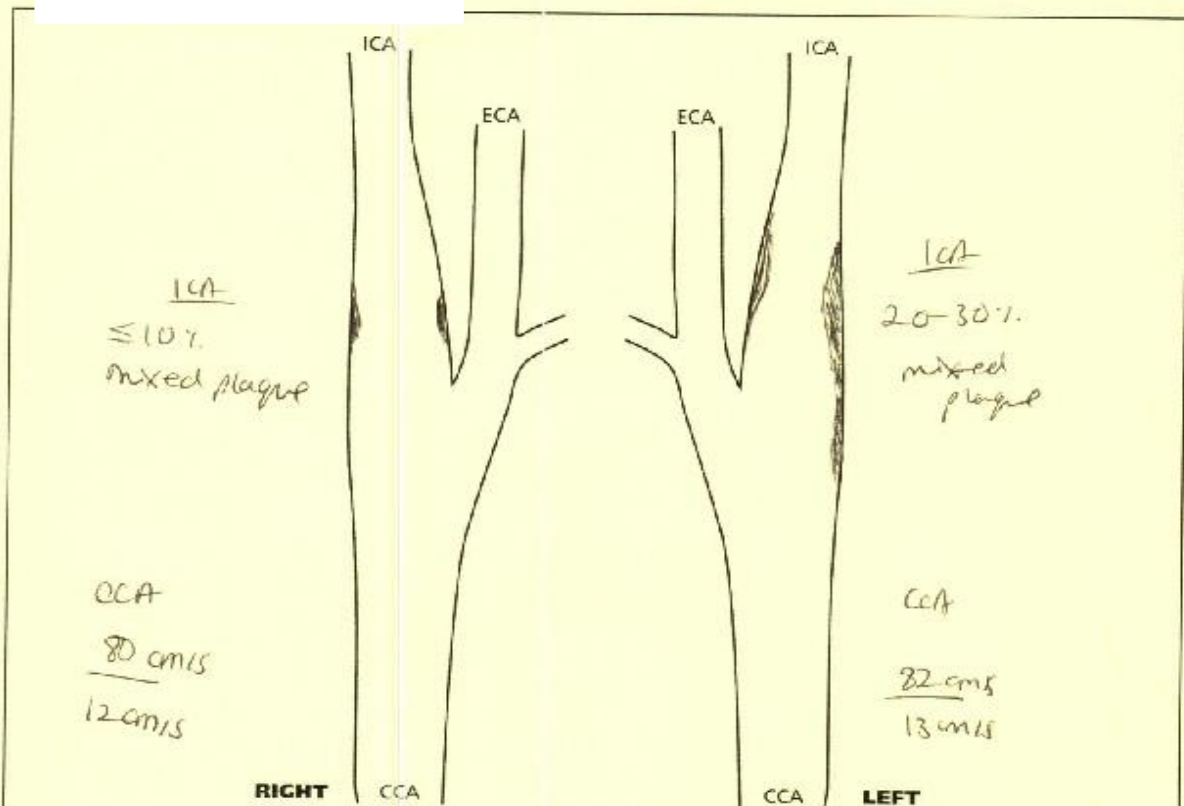 ICA
ICA
ECA
ECA
ICA
≤10%
mixed plaque
ICA
20-30%
mixed
plaque
CCA
80 cm/s
12 cm/s
CCA
82 cm/s
13 cm/s
RIGHT CCA
CCA LEFT